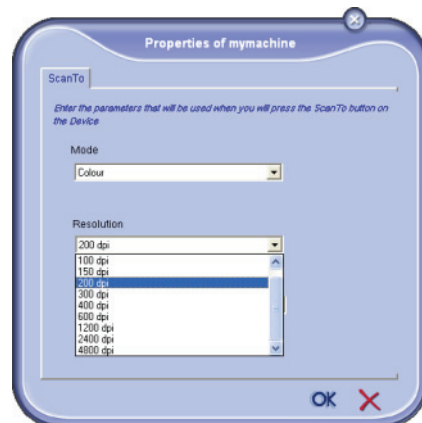 Properties of mymachine
ScanTo
Enter the parameters that will be used when you will press the ScanTo button on
the Device
Mode
Colour
Resolution
200 dpi
100 dpi
150 dpi
200 dpi
300 dpi
400 dpi
600 dpi
1200 dpi
2400 dpi
4800 dpi
OK